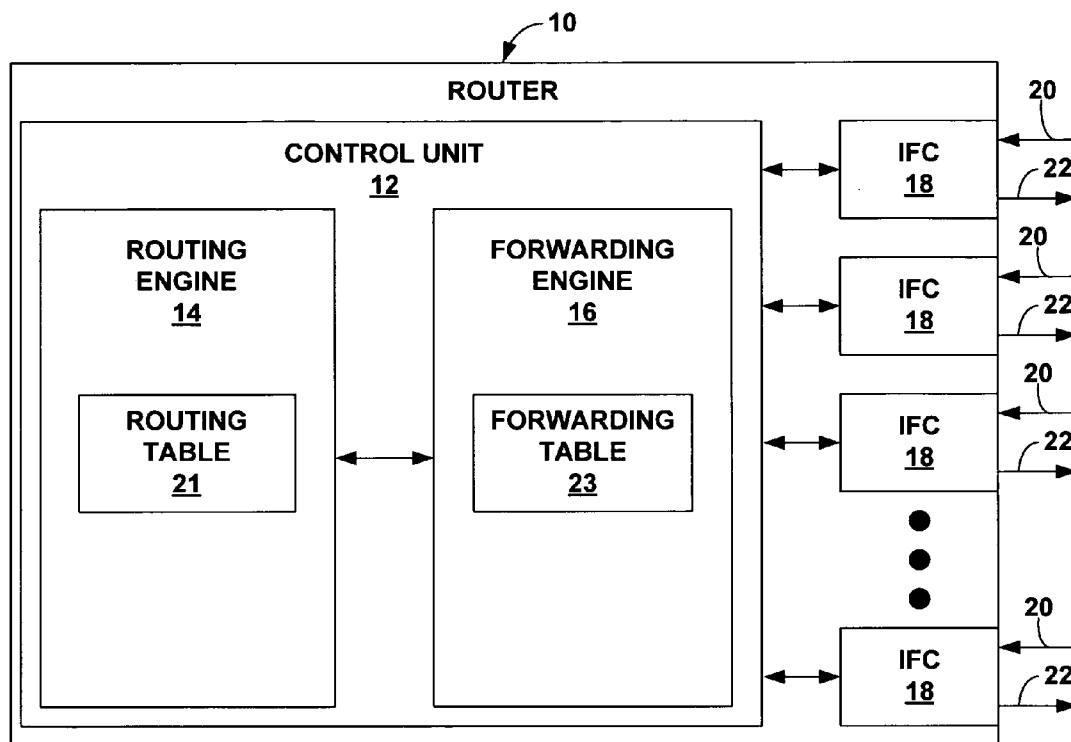 10
ROUTER
CONTROL UNIT
12
ROUTING
ENGINE
14
ROUTING
TABLE
21
FORWARDING
ENGINE
16
FORWARDING
TABLE
23
IFC
18
20
22
IFC
18
20
22
IFC
18
20
22
IFC
18
20
22